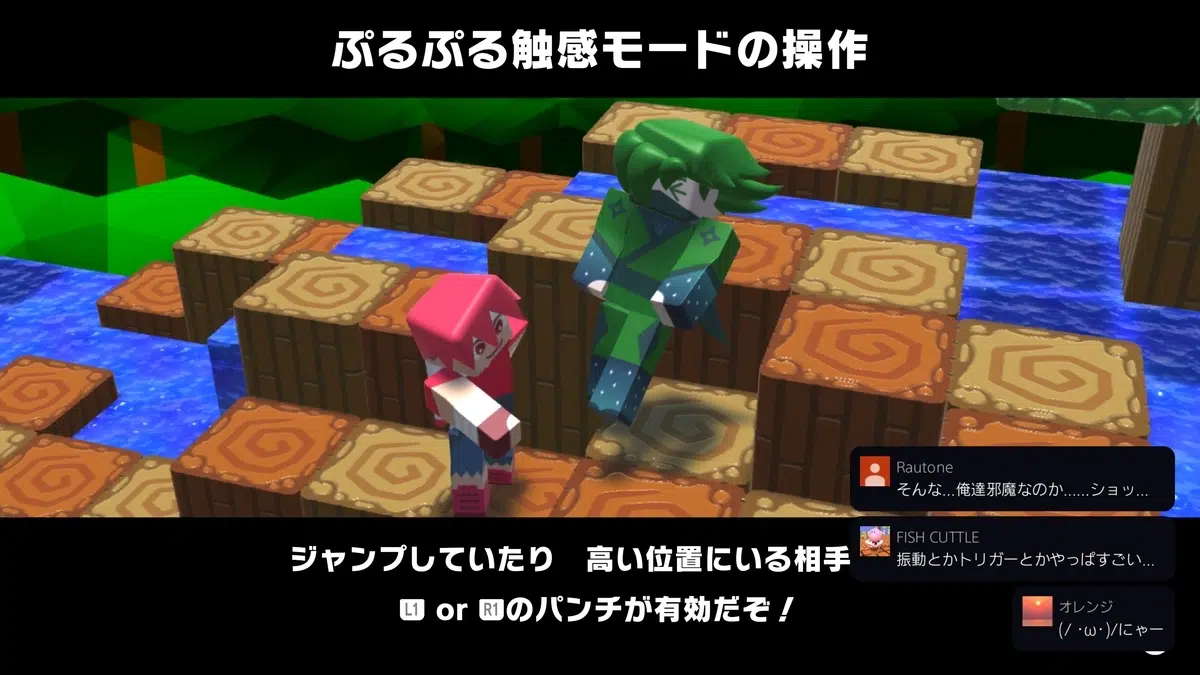 ぷるぷる触感モードの操作
ジャンプしていたり 高い位置にいる相手
L1 or R1のパンチが有効だぞ！
Rautone
そんな...俺達邪魔なのか......ショッ...
FISH CUTTLE
振動とかトリガーとかやっぱすごい...
オレンジ
(/ ･ω･)/にゃー